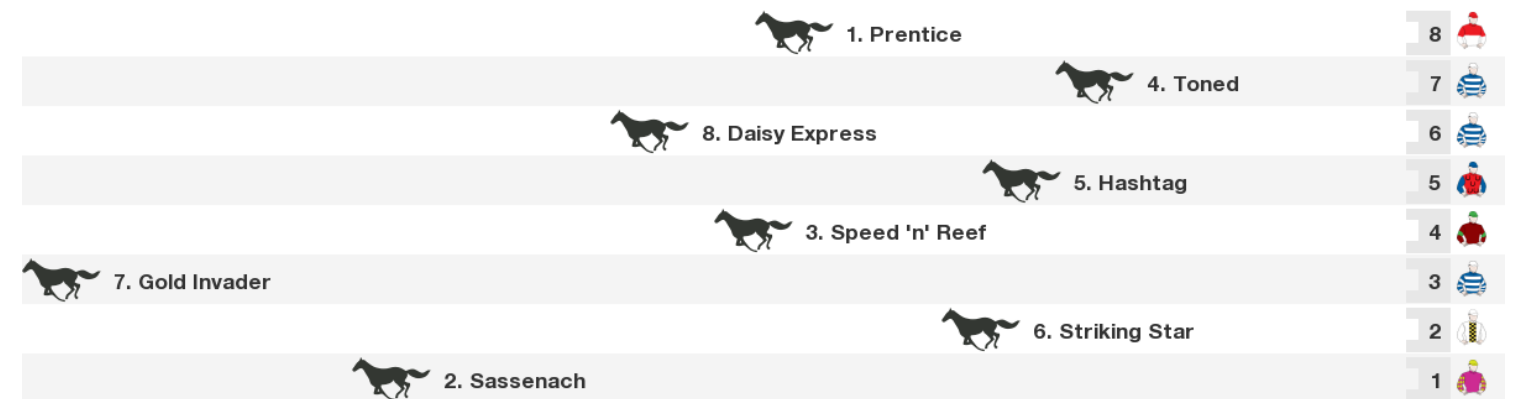 1. Prentice 8
4. Toned 7
8. Daisy Express 6
5. Hashtag 5
3. Speed 'n' Reef 4
7. Gold Invader 3
6. Striking Star 2
2. Sassenach 1